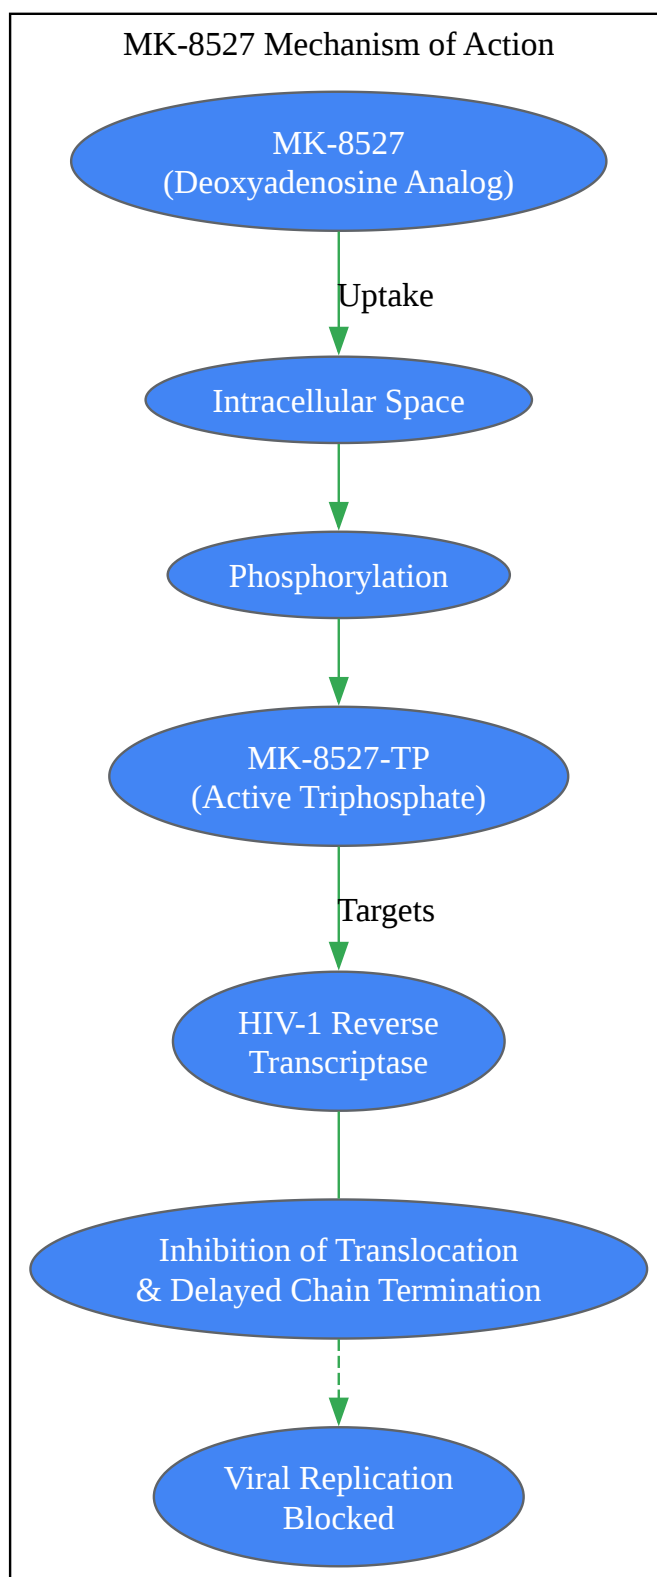 MK-8527 Mechanism of Action
MK-8527
(Deoxyadenosine Analog)
Uptake
Intracellular Space
Phosphorylation
MK-8527-TP
(Active Triphosphate)
Targets
HIV-1 Reverse
Transcriptase
Inhibition of Translocation
& Delayed Chain Termination
Viral Replication
Blocked